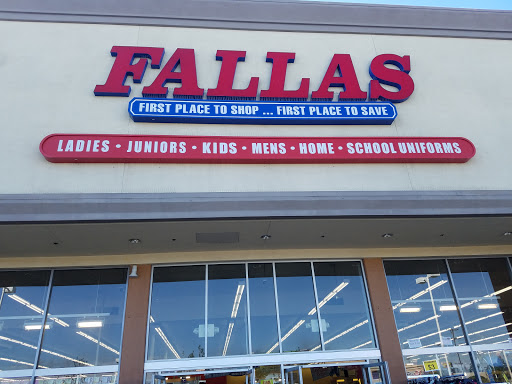 FALLAS
FIRST PLACE TO SHOP ... FIRST PLACE TO SAVE
LADIES • JUNIORS • KIDS • MENS • HOME • SCHOOL UNIFORMS